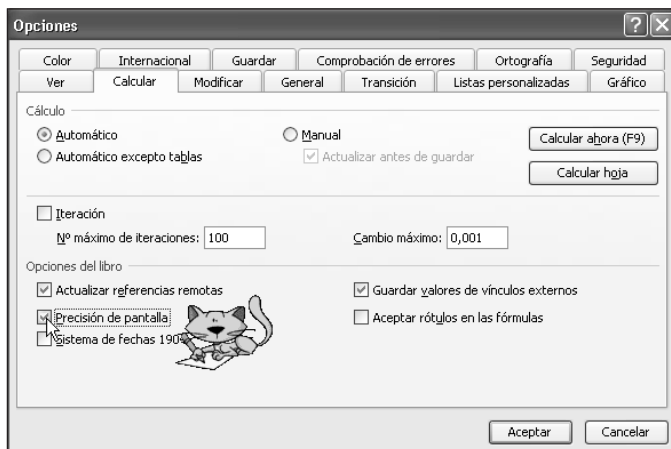 Opciones
Color Internacional Guardar Comprobación de errores Ortografía Seguridad
Ver Calcular Modificar General Transición Listas personalizadas Gráfico
Cálculo
Automático Manual Calcular ahora (F9)
Automático excepto tablas Actualizar antes de guardar
Calcular hoja
Iteración
Nº máximo de iteraciones: 100 Cambio máximo: 0,001
Opciones del libro
Actualizar referencias remotas Guardar valores de vínculos externos
Precisión de pantalla Aceptar rótulos en las fórmulas
Sistema de fechas 190
Aceptar Cancelar